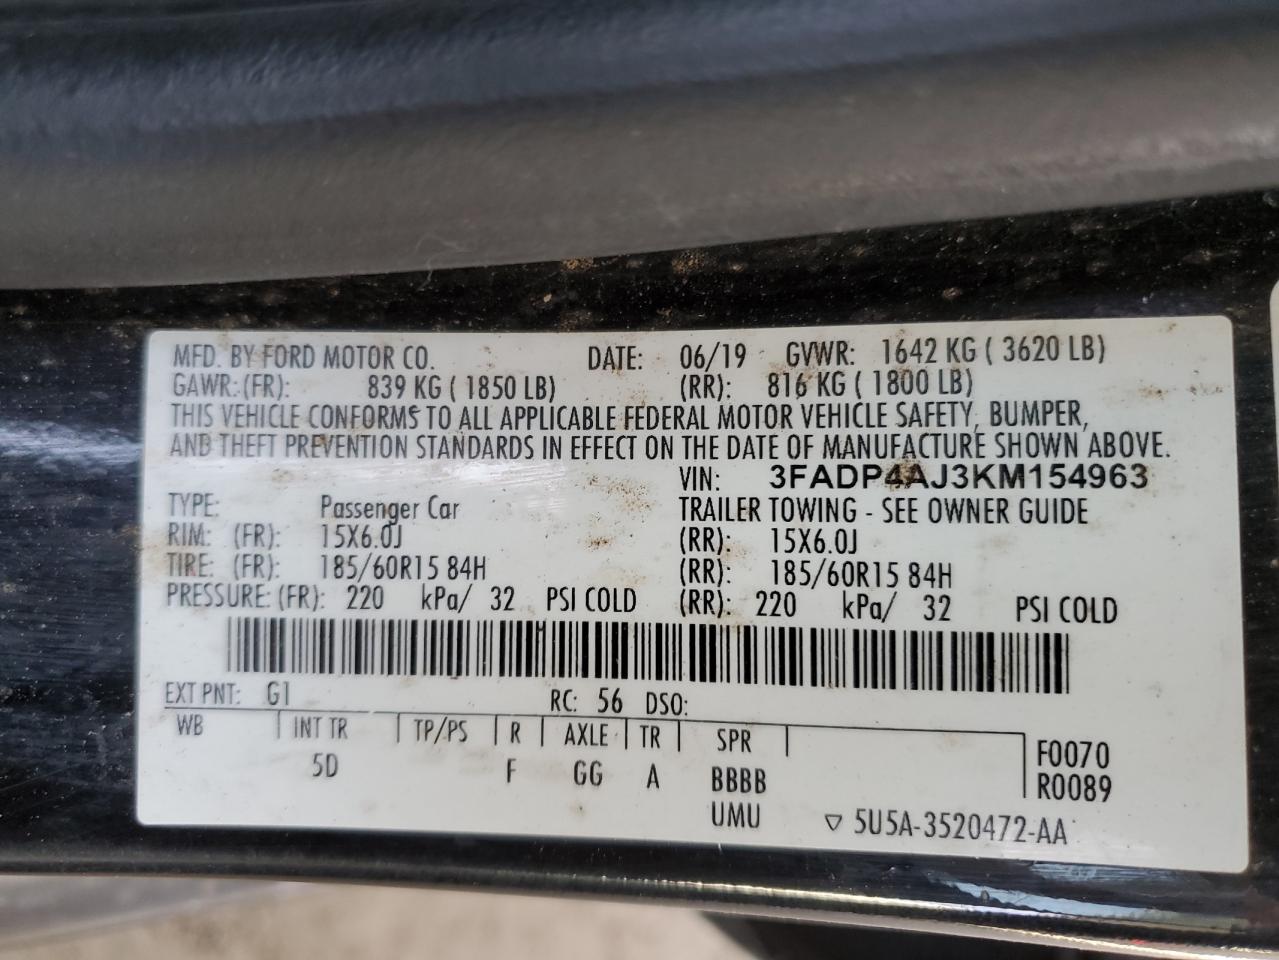 MFD. BY FORD MOTOR CO. DATE: 06/19 GVWR: 1642 KG ( 3620 LB)
GAWR: (FR): 839 KG ( 1850 LB) (RR): 816 KG ( 1800 LB)
THIS VEHICLE CONFORMS TO ALL APPLICABLE FEDERAL MOTOR VEHICLE SAFETY, BUMPER,
AND THEFT PREVENTION STANDARDS IN EFFECT ON THE DATE OF MANUFACTURE SHOWN ABOVE.
VIN: 3FADP4AJ3KM154963
TYPE: Passenger Car TRAILER TOWING - SEE OWNER GUIDE
RIM: (FR): 15X6.0J (RR): 15X6.0J
TIRE: (FR): 185/60R15 84H (RR): 185/60R15 84H
PRESSURE: (FR): 220 kPa/ 32 PSI COLD (RR): 220 kPa/ 32 PSI COLD
EXT PNT: G1 RC: 56 DSO:
WB INT TR TP/PS R AXLE TR SPR F0070
5D F GG A BBBB R0089
UMU ▽ 5U5A-3520472-AA